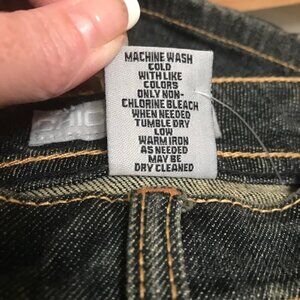 MACHINE WASH
COLD
WITH LIKE
COLORS
ONLY NON-
CHLORINE BLEACH
WHEN NEEDED
TUMBLE DRY
LOW
WARM IRON
AS NEEDED
MAY BE
DRY CLEANED